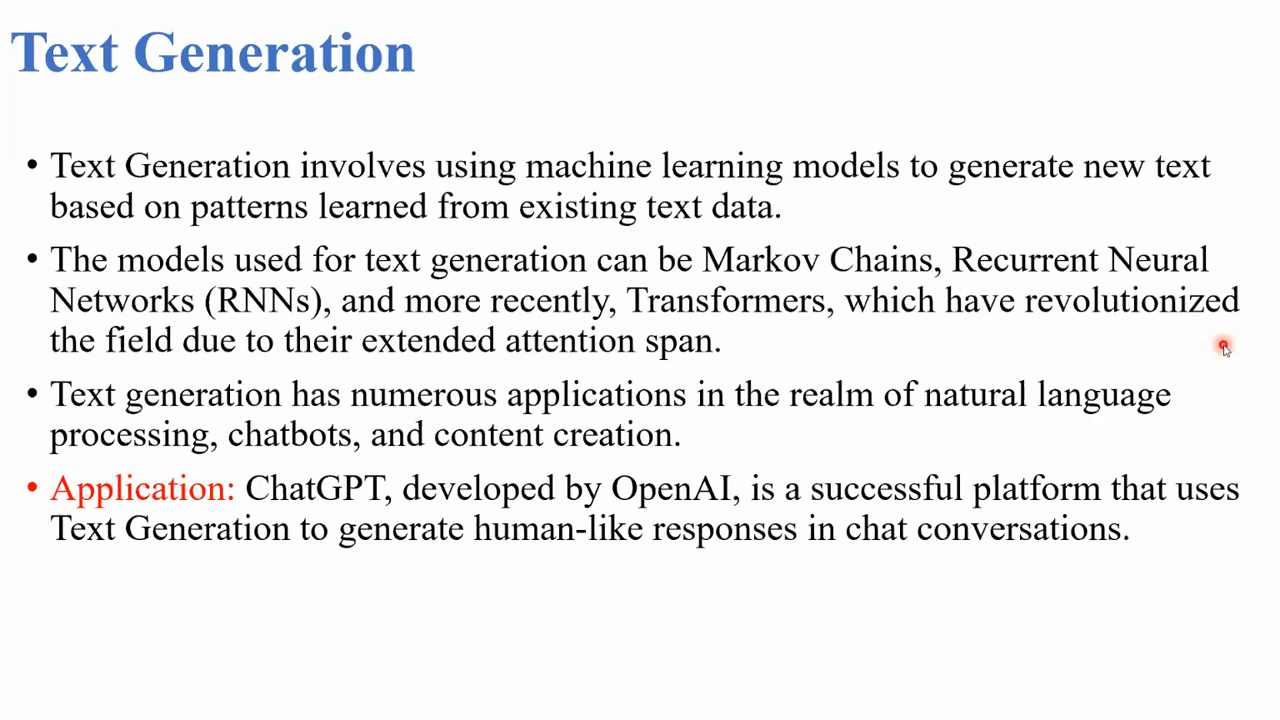 Text Generation
• Text Generation involves using machine learning models to generate new text
based on patterns learned from existing text data.
• The models used for text generation can be Markov Chains, Recurrent Neural
Networks (RNNs), and more recently, Transformers, which have revolutionized
the field due to their extended attention span.
• Text generation has numerous applications in the realm of natural language
processing, chatbots, and content creation.
• Application: ChatGPT, developed by OpenAI, is a successful platform that uses
Text Generation to generate human-like responses in chat conversations.